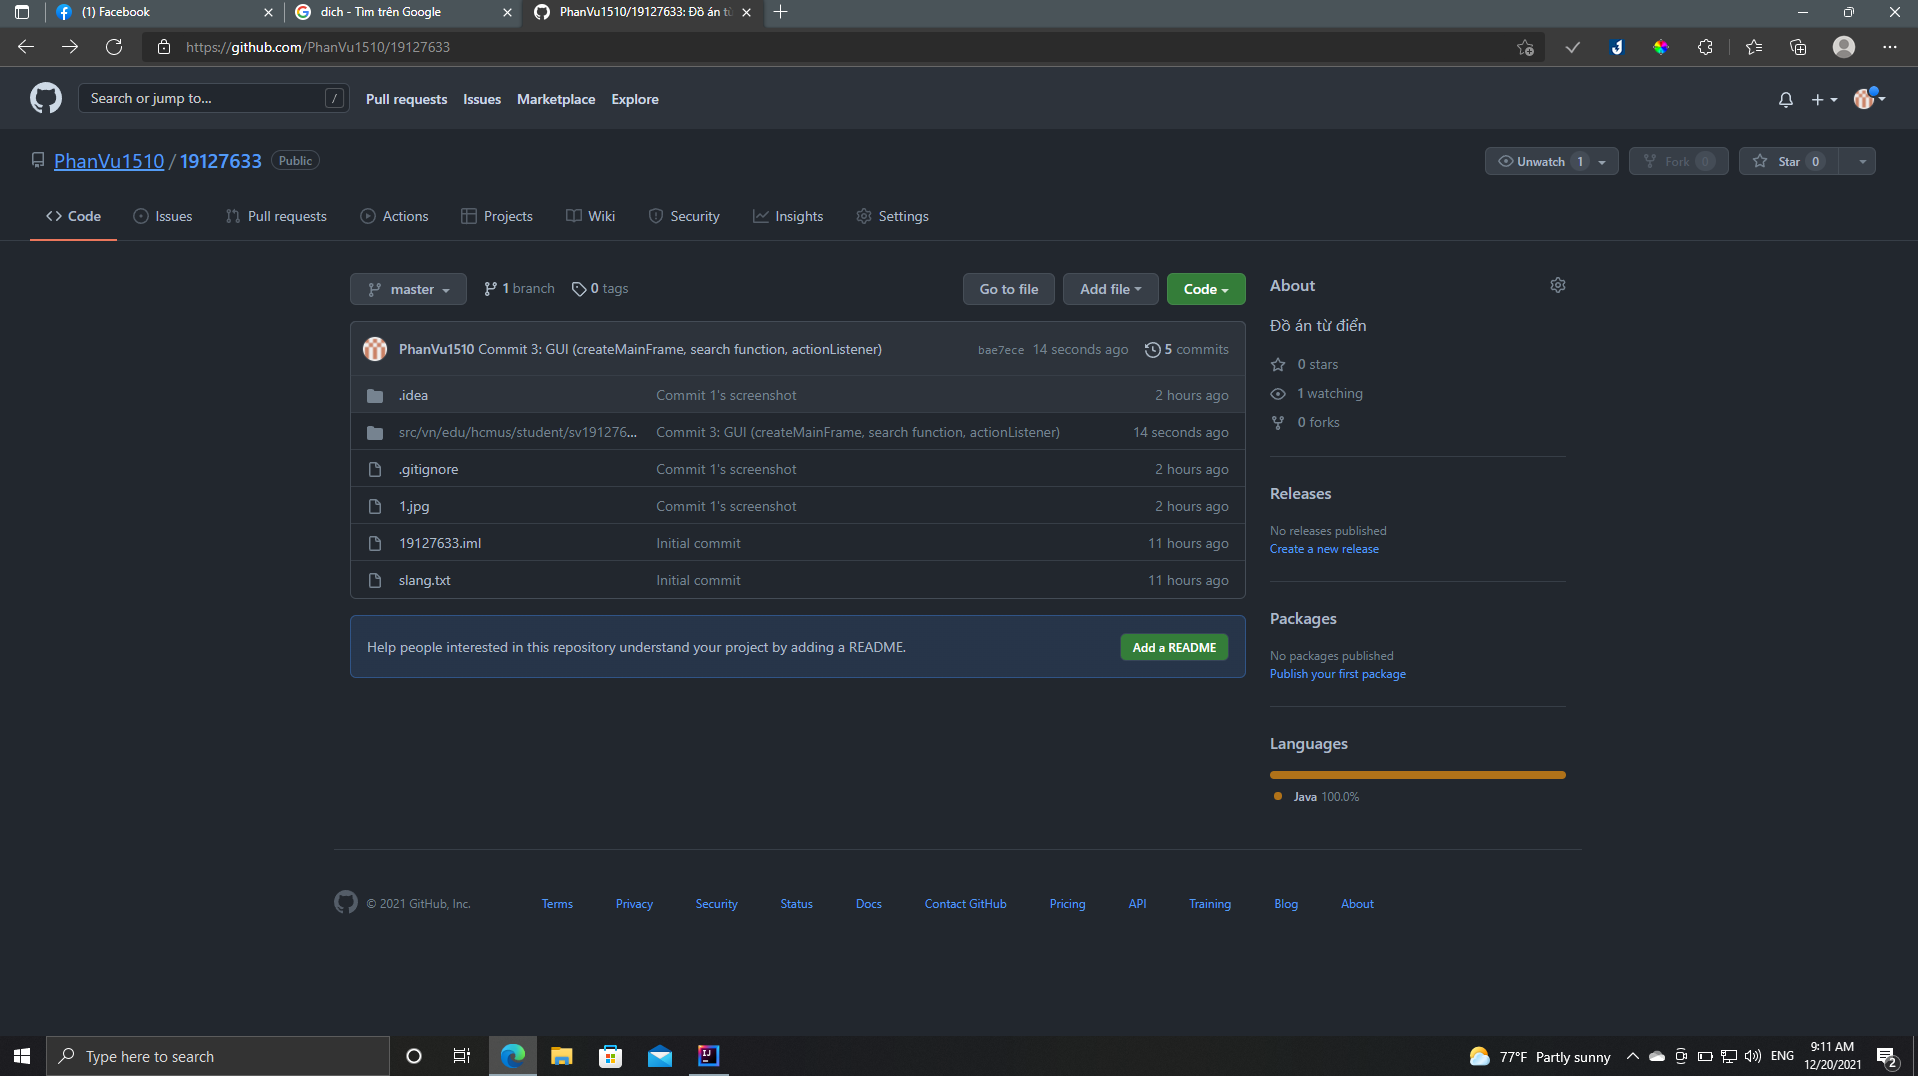 (1) Facebook
dich - Tìm trên Google
PhanVu1510/19127633: Đồ án từ
https://github.com/PhanVu1510/19127633
Search or jump to... /
Pull requests Issues Marketplace Explore
PhanVu1510 / 19127633 Public
Unwatch 1 Fork 0 Star 0
Code Issues Pull requests Actions Projects Wiki Security Insights Settings
master 1 branch 0 tags Go to file Add file Code
PhanVu1510 Commit 3: GUI (createMainFrame, search function, actionListener) bae7ece 14 seconds ago 5 commits
.idea Commit 1's screenshot 2 hours ago
src/vn/edu/hcmus/student/sv191276... Commit 3: GUI (createMainFrame, search function, actionListener) 14 seconds ago
.gitignore Commit 1's screenshot 2 hours ago
1.jpg Commit 1's screenshot 2 hours ago
19127633.iml Initial commit 11 hours ago
slang.txt Initial commit 11 hours ago
Help people interested in this repository understand your project by adding a README. Add a README
About
Đồ án từ điển
0 stars
1 watching
0 forks
Releases
No releases published
Create a new release
Packages
No packages published
Publish your first package
Languages
Java 100.0%
© 2021 GitHub, Inc. Terms Privacy Security Status Docs Contact GitHub Pricing API Training Blog About
Type here to search
IJ
77°F Partly sunny
ENG
9:11 AM
12/20/2021
2